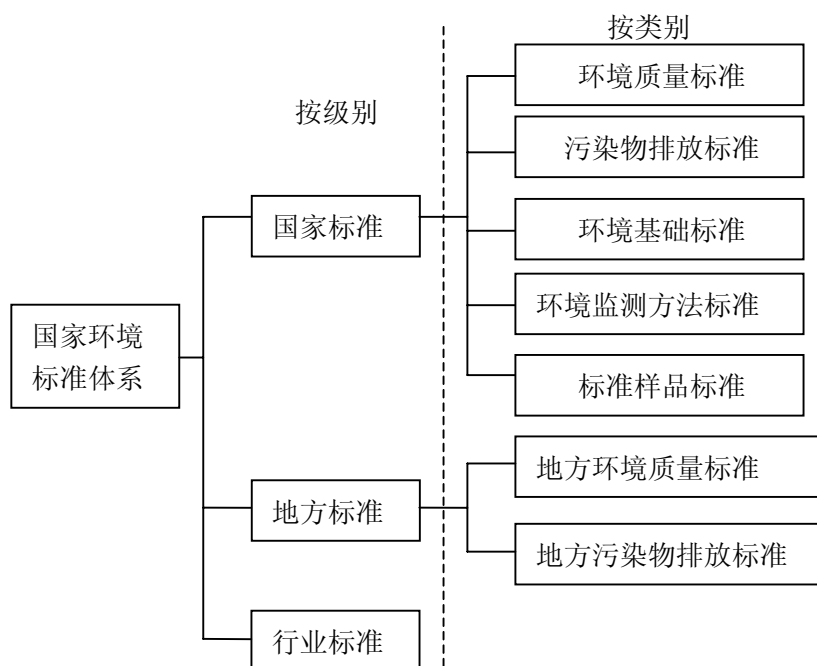 按类别
环境质量标准
按级别
污染物排放标准
国家标准
环境基础标准
环境监测方法标准
国家环境
标准体系
标准样品标准
地方环境质量标准
地方标准
地方污染物排放标准
行业标准